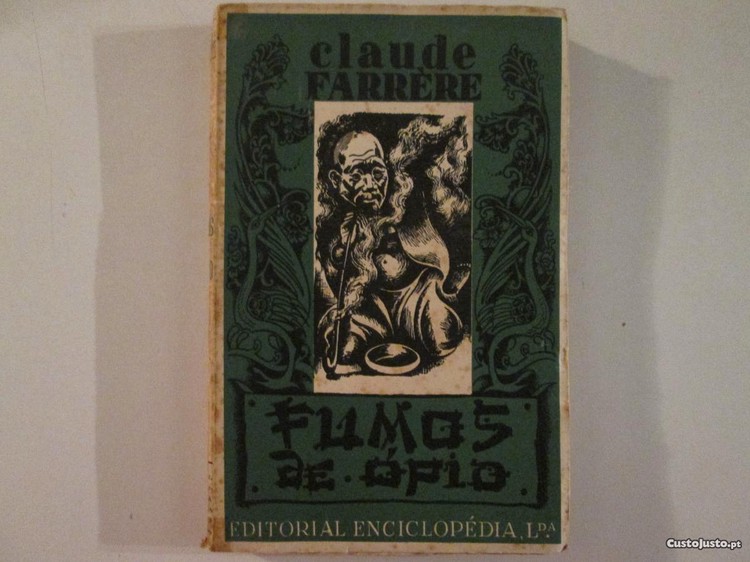 claude
FARRÈRE
FUMOS
DE ÓPIO
EDITORIAL ENCICLOPÉDIA, L.DA
CustoJusto.pt